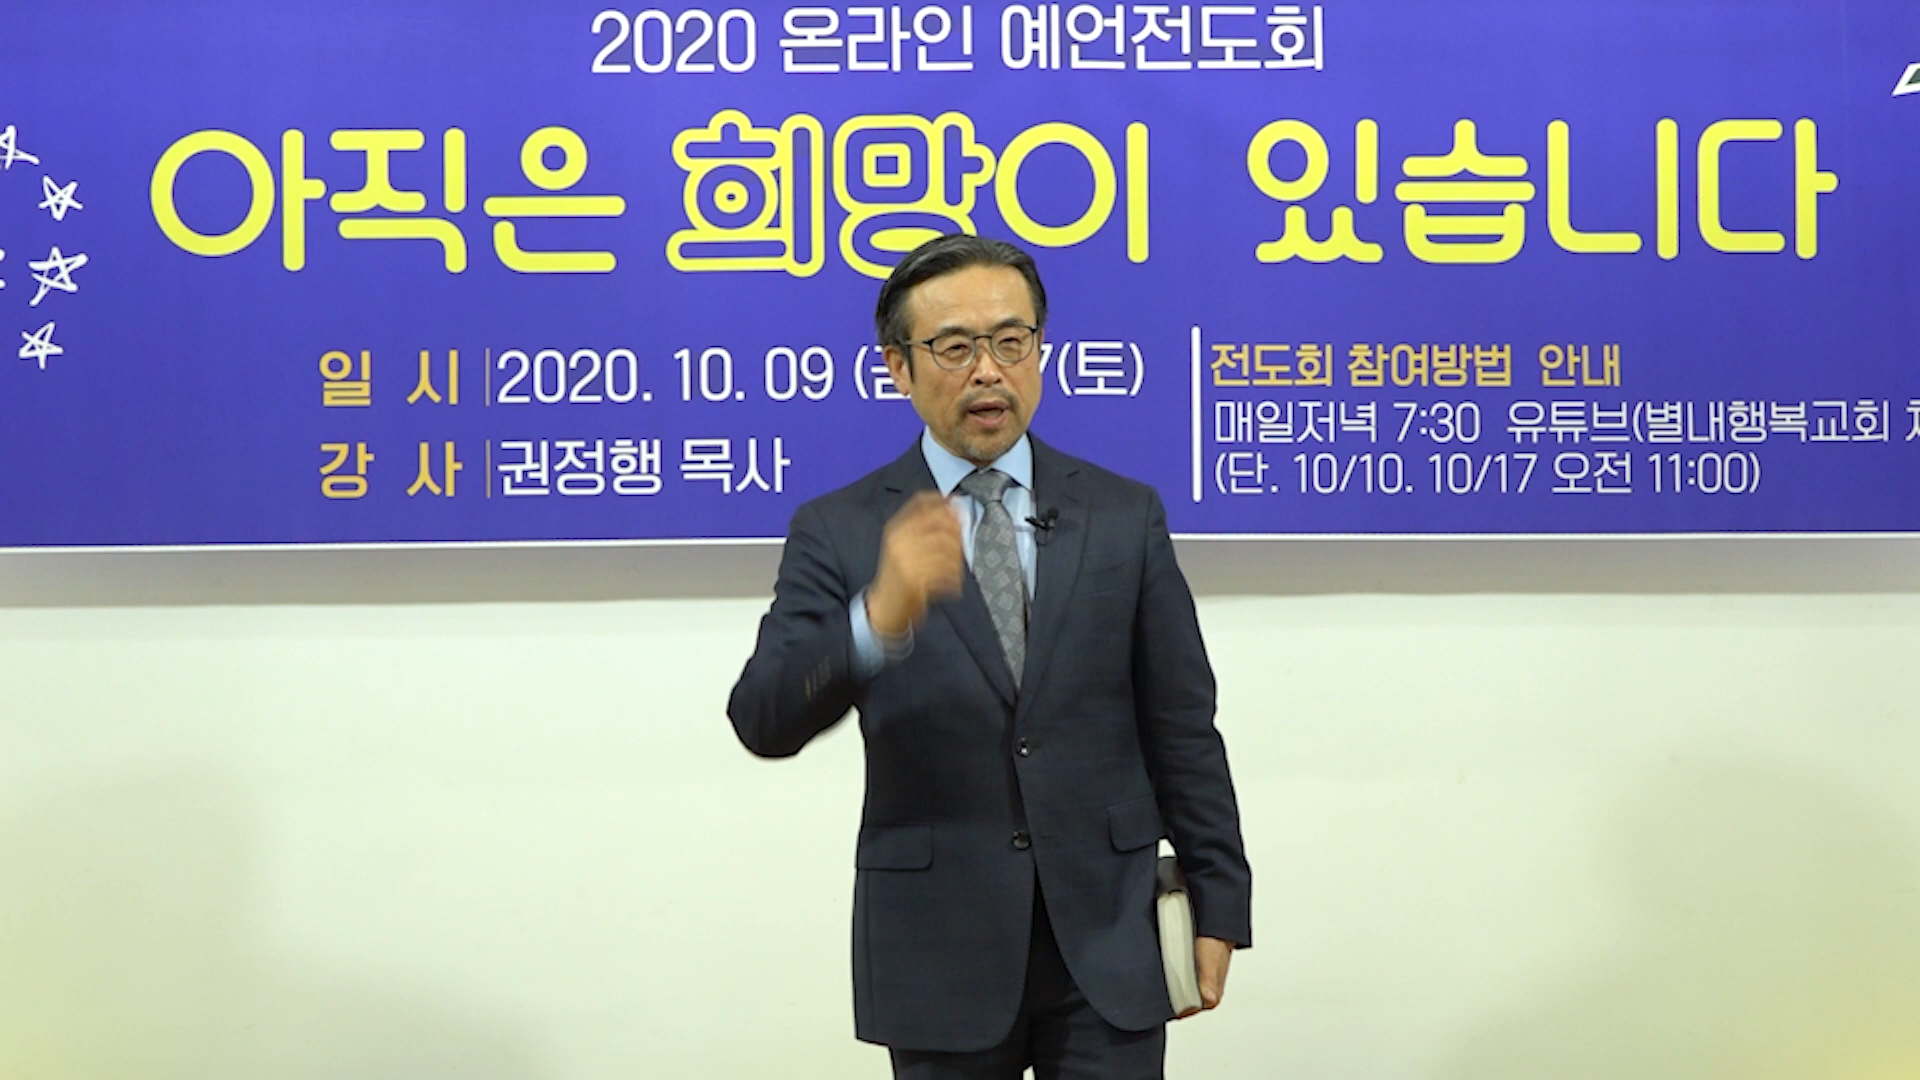 2020 온라인 예언전도회
아직은 희망이 있습니다
일 시 2020. 10. 09 (금 7(토)
강 사 권정행 목사
전도회 참여방법 안내
매일저녁 7:30 유튜브(별내행복교회
(단. 10/10. 10/17 오전 11:00)